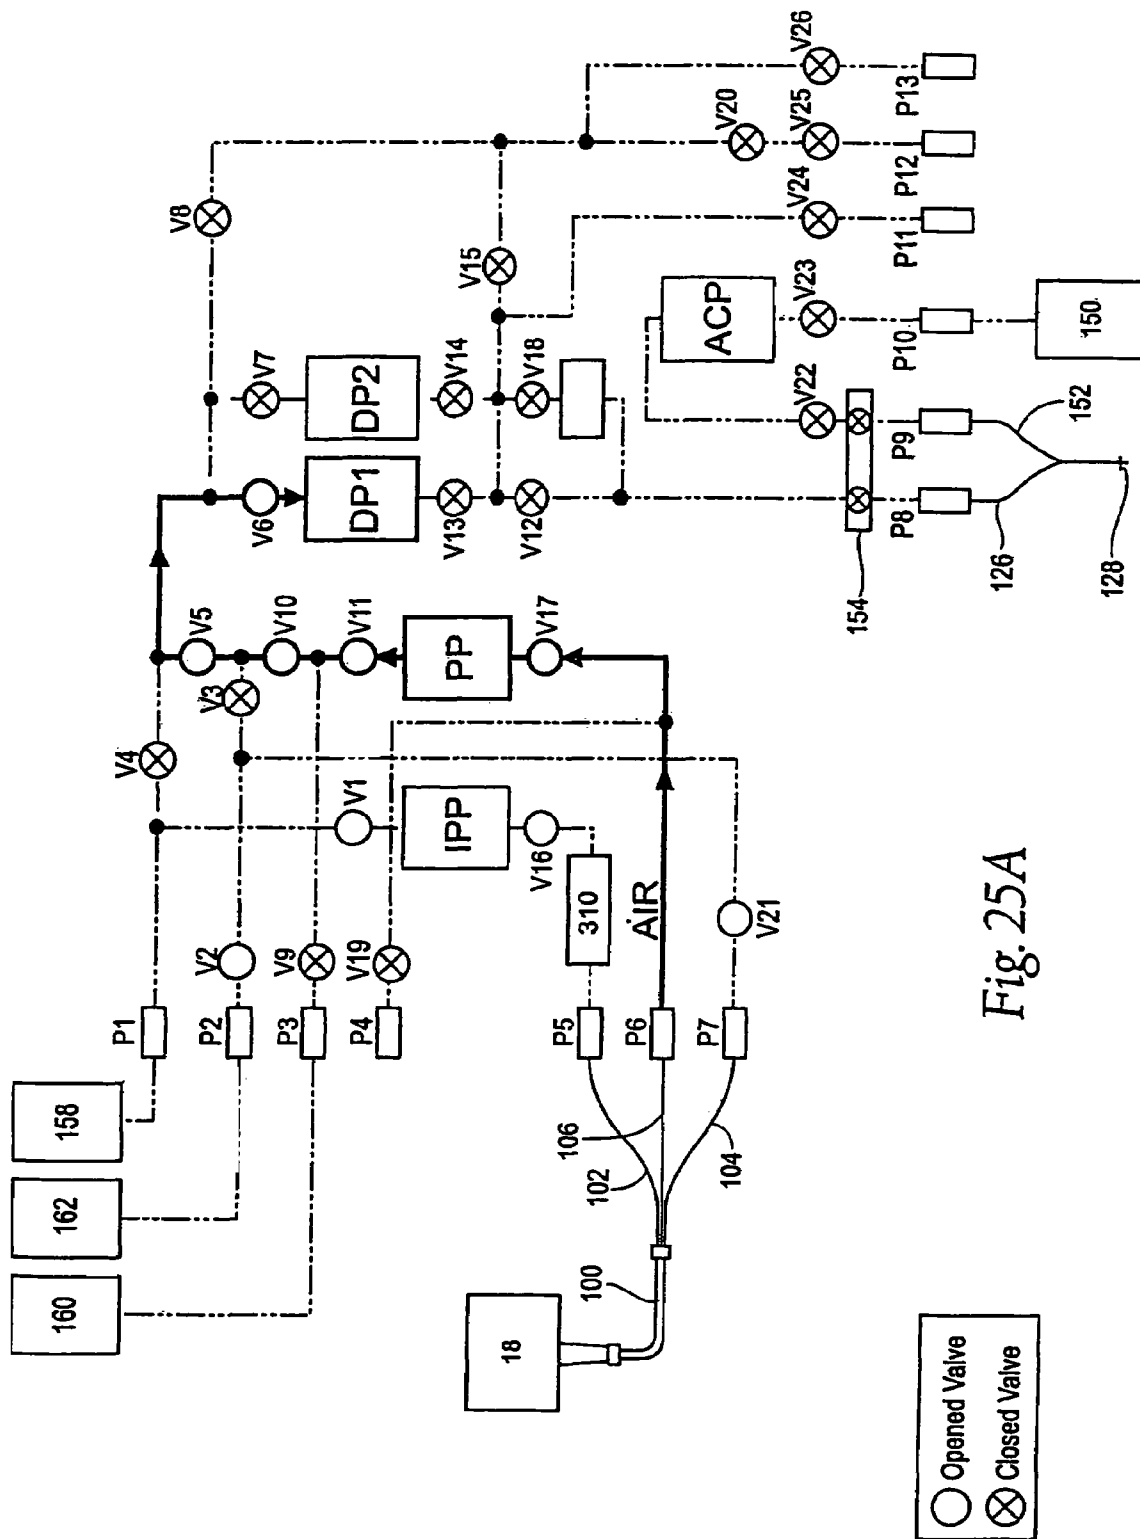 158
162
160
P1
P2
P3
P4
V2
V9
V19
V4
V3
V5
V10
V11
V1
IPP
V16
310
PP
V17
AIR
P5
P6
P7
V21
102
106
104
100
18
V8
V6
V7
DP1
DP2
V13
V14
V12
V18
V15
V20
V26
V25
V24
V23
V22
ACP
154
P8
P9
P10
P11
P12
P13
150
152
126
128
Opened Valve
Closed Valve
Fig. 25A